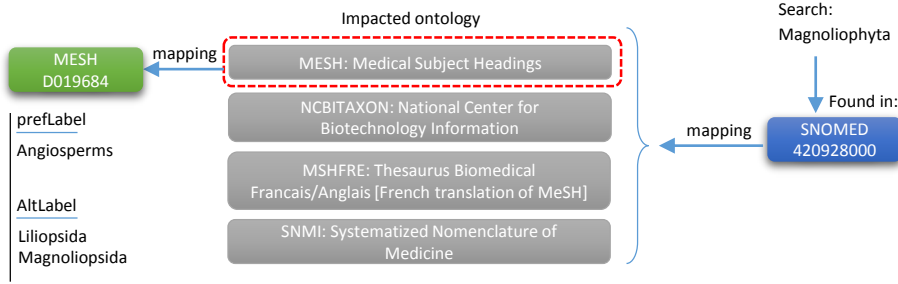 Impacted ontology
Search:
Magnoliophyta
MESH
D019684
mapping
MESH: Medical Subject Headings
NCBITAXON: National Center for
Biotechnology Information
Found in:
mapping
SNOMED
420928000
prefLabel
Angiosperms
MSHFRE: Thesaurus Biomedical
Francais/Anglais [French translation of MeSH]
AltLabel
Liliopsida
Magnoliopsida
SNMI: Systematized Nomenclature of
Medicine